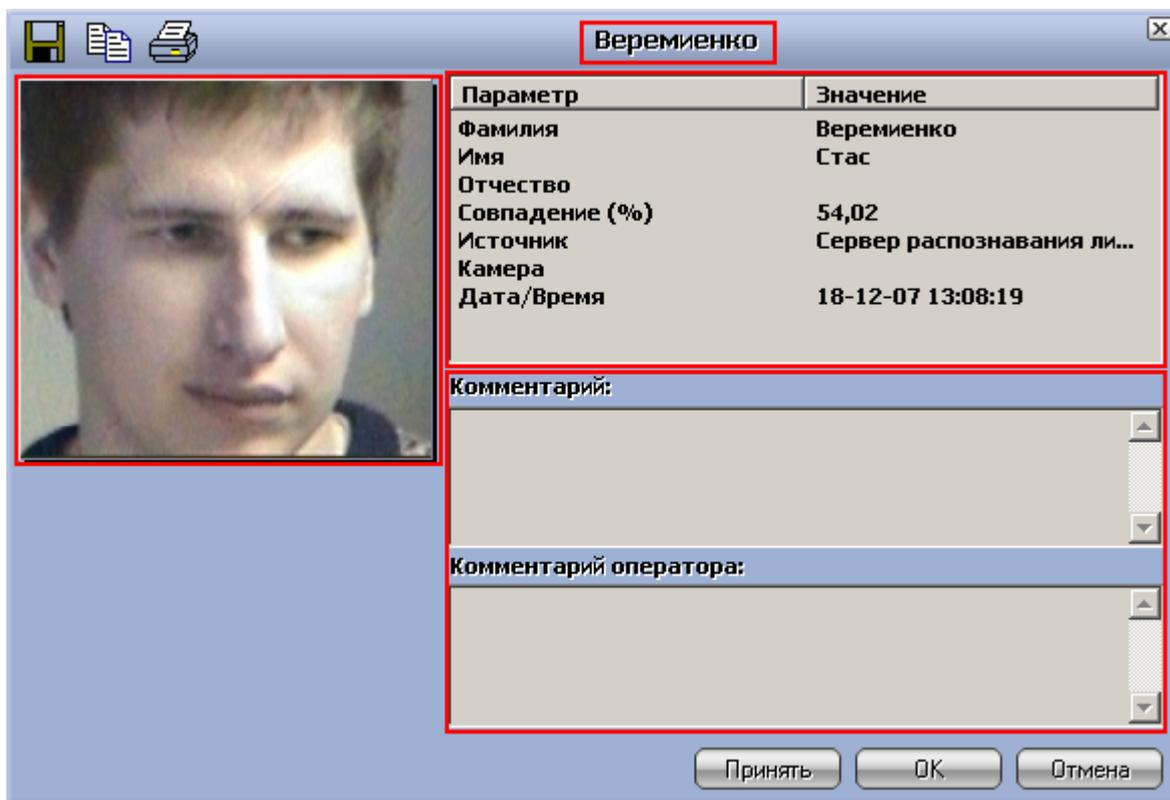 Веремиенко
Параметр Значение
Фамилия Веремиенко
Имя Стас
Отчество
Совпадение (%) 54,02
Источник Сервер распознавания ли...
Камера
Дата/Время 18-12-07 13:08:19
Комментарий:
Комментарий оператора:
Принять OK Отмена